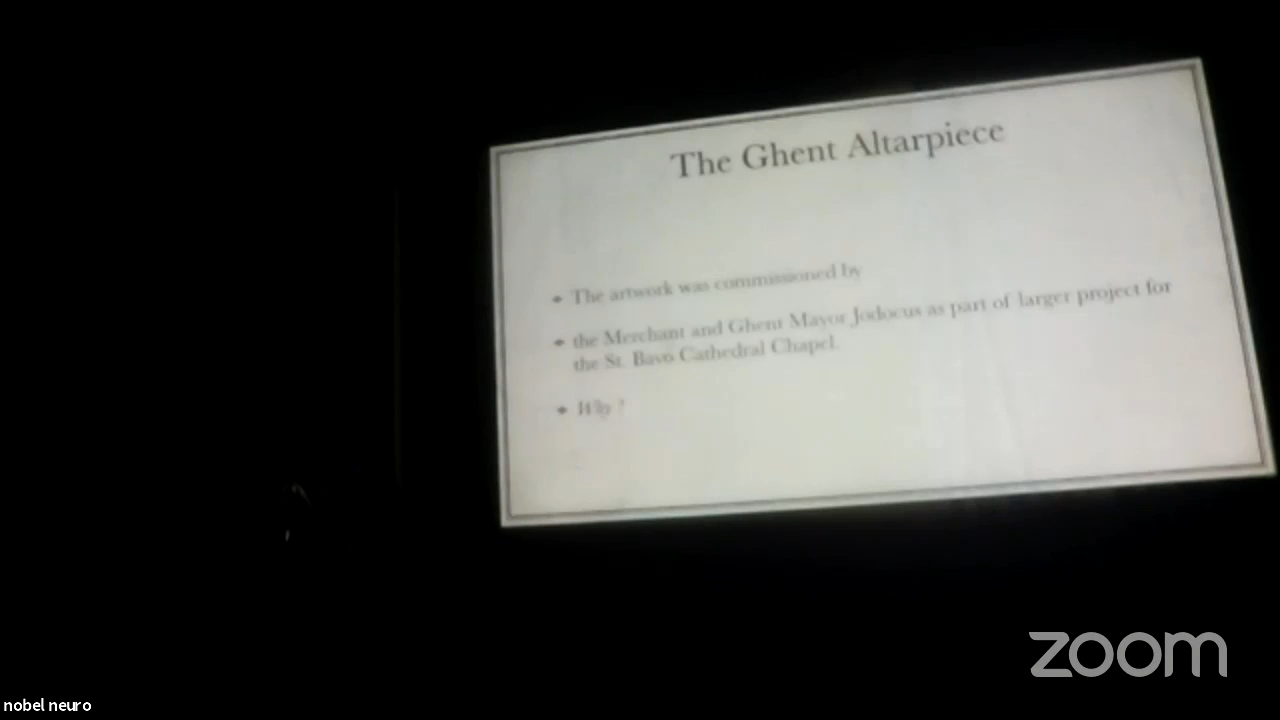 The Ghent Altarpiece
The artwork was commissioned by
the Merchant and Ghent Mayor Jodocus as part of larger project for
the St. Bavo Cathedral Chapel.
Why ?
zoom
nobel neuro